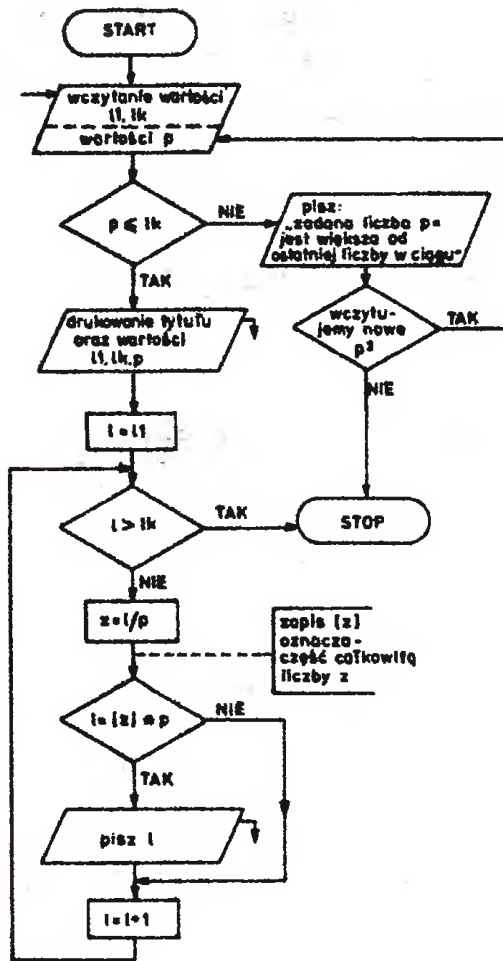 START
wczytanie wartości
l1, lk
wartości p
p ⩽ lk
NIE
TAK
pisz:
„zadana liczba p=
jest większa od
ostatniej liczby w ciągu"
wczytu-
jemy nowe
p?
TAK
NIE
drukowanie tytułu
oraz wartości
l1, lk, p
l = l1
l > lk
TAK
STOP
NIE
z = l/p
zapis [z]
oznacza-
część całkowitą
liczby z
l = [z] * p
NIE
TAK
pisz l
l = l+1